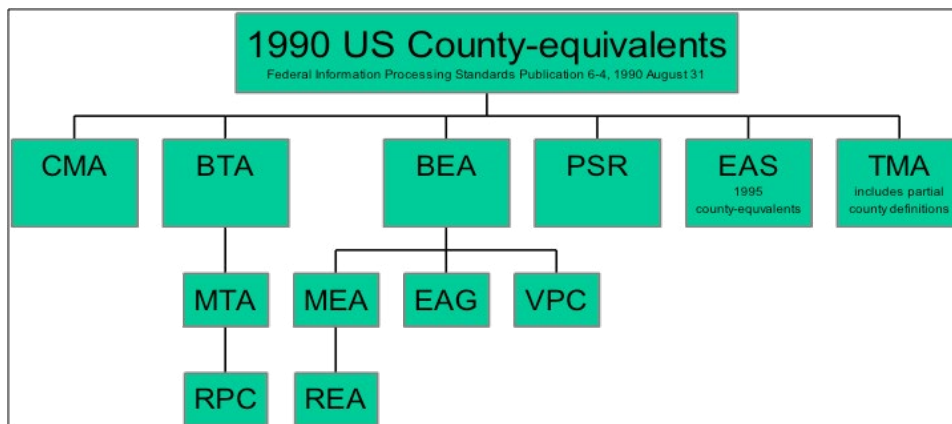 1990 US County-equivalents
Federal Information Processing Standards Publication 6-4, 1990 August 31
CMA
BTA
BEA
PSR
EAS
1995
county-equvalents
TMA
includes partial
county definitions
MTA
MEA
EAG
VPC
RPC
REA